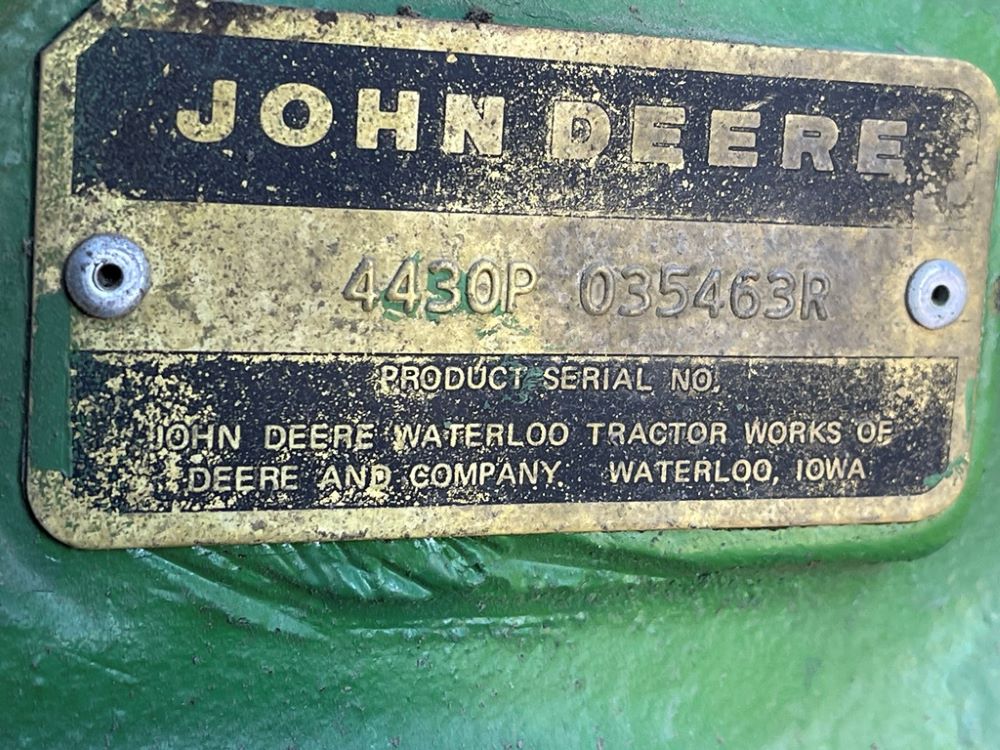 JOHN DEERE
4430P 035463R
PRODUCT SERIAL NO.
JOHN DEERE WATERLOO TRACTOR WORKS OF
DEERE AND COMPANY. WATERLOO, IOWA